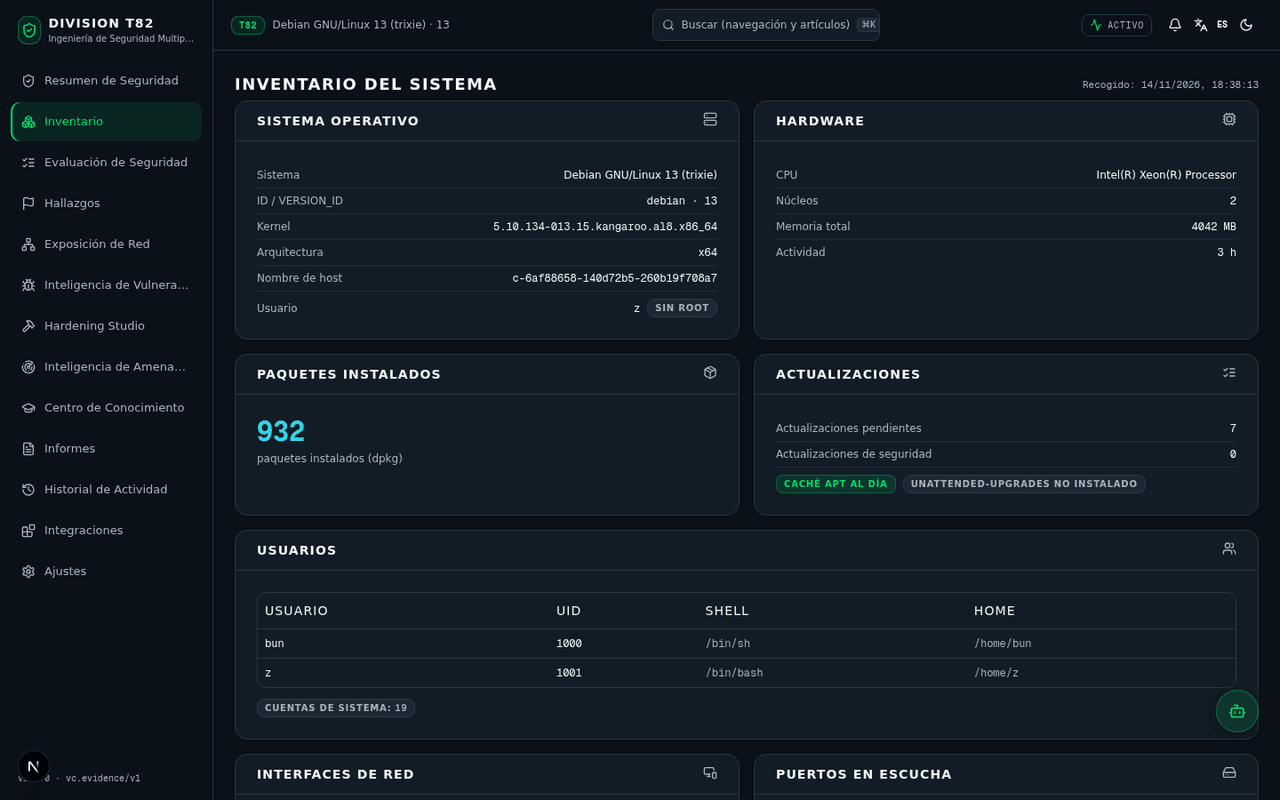 DIVISION T82
Ingeniería de Seguridad Multip…
Resumen de Seguridad
Inventario
Evaluación de Seguridad
Hallazgos
Exposición de Red
Inteligencia de Vulnera…
Hardening Studio
Inteligencia de Amena…
Centro de Conocimiento
Informes
Historial de Actividad
Integraciones
Ajustes
N
· vc.evidence/v1
T82 Debian GNU/Linux 13 (trixie) · 13
Buscar (navegación y artículos) ⌘K
ACTIVO
ES
INVENTARIO DEL SISTEMA
Recogido: 14/11/2026, 18:38:13
SISTEMA OPERATIVO
Sistema Debian GNU/Linux 13 (trixie)
ID / VERSION_ID debian · 13
Kernel 5.10.134-013.15.kangaroo.al8.x86_64
Arquitectura x64
Nombre de host c-6af88658-140d72b5-260b19f708a7
Usuario z SIN ROOT
HARDWARE
CPU Intel(R) Xeon(R) Processor
Núcleos 2
Memoria total 4042 MB
Actividad 3 h
PAQUETES INSTALADOS
932
paquetes instalados (dpkg)
ACTUALIZACIONES
Actualizaciones pendientes 7
Actualizaciones de seguridad 0
CACHÉ APT AL DÍA UNATTENDED-UPGRADES NO INSTALADO
USUARIOS
USUARIO UID SHELL HOME
bun 1000 /bin/sh /home/bun
z 1001 /bin/bash /home/z
CUENTAS DE SISTEMA: 19
INTERFACES DE RED
PUERTOS EN ESCUCHA